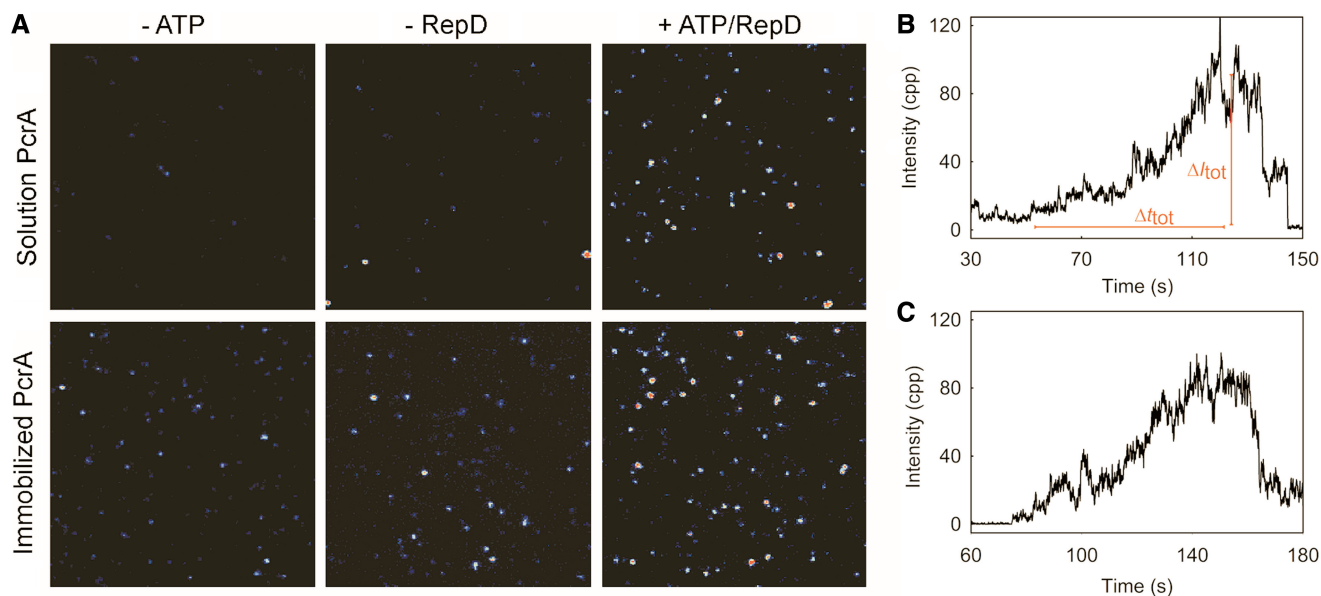 A
- ATP
- RepD
+ ATP/RepD
Solution PcrA
Immobilized PcrA
B
Intensity (cpp)
120
80
40
0
ΔItot
Δttot
30
70
110
150
Time (s)
C
Intensity (cpp)
120
80
40
0
60
100
140
180
Time (s)